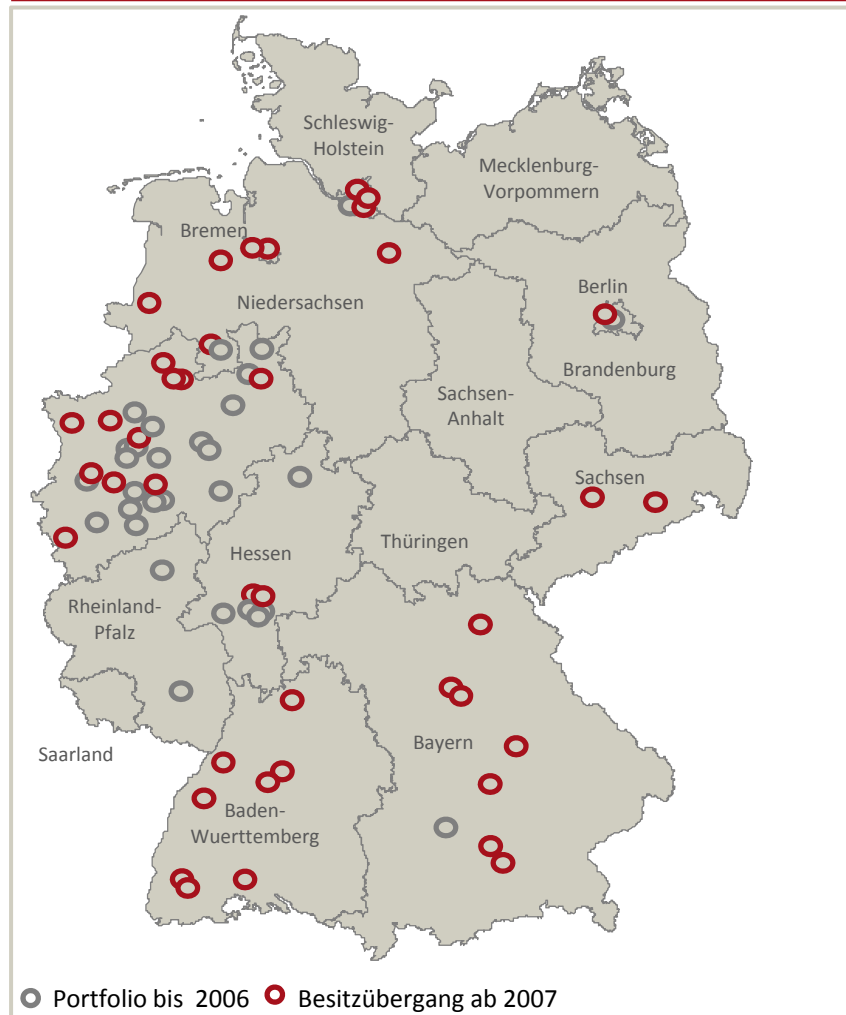 Schleswig-
Holstein
Mecklenburg-
Vorpommern
Bremen
Berlin
Niedersachsen
Brandenburg
Sachsen-
Anhalt
Sachsen
Hessen
Thüringen
Rheinland-
Pfalz
Bayern
Saarland
Baden-
Wuerttemberg
Portfolio bis 2006 Besitzübergang ab 2007